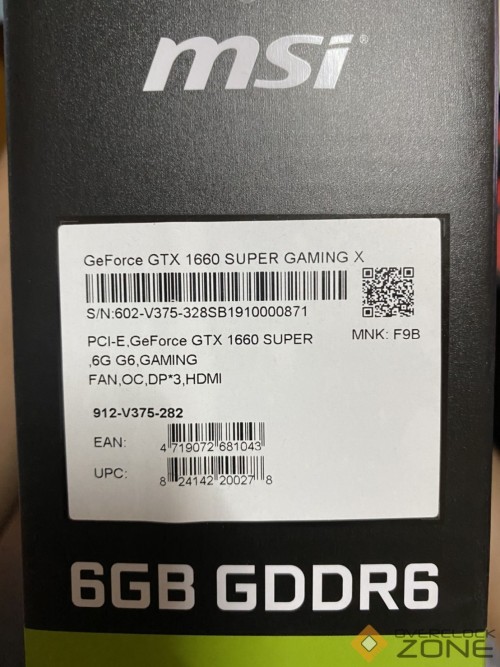 msi
GeForce GTX 1660 SUPER GAMING X
S/N:602-V375-328SB1910000871
PCI-E,GeForce GTX 1660 SUPER
,6G G6,GAMING
FAN,OC,DP*3,HDMI
MNK: F9B
912-V375-282
EAN:
4 719072 681043
UPC:
8 24142 20027 8
6GB GDDR6
OVERCLOCK
ZONE